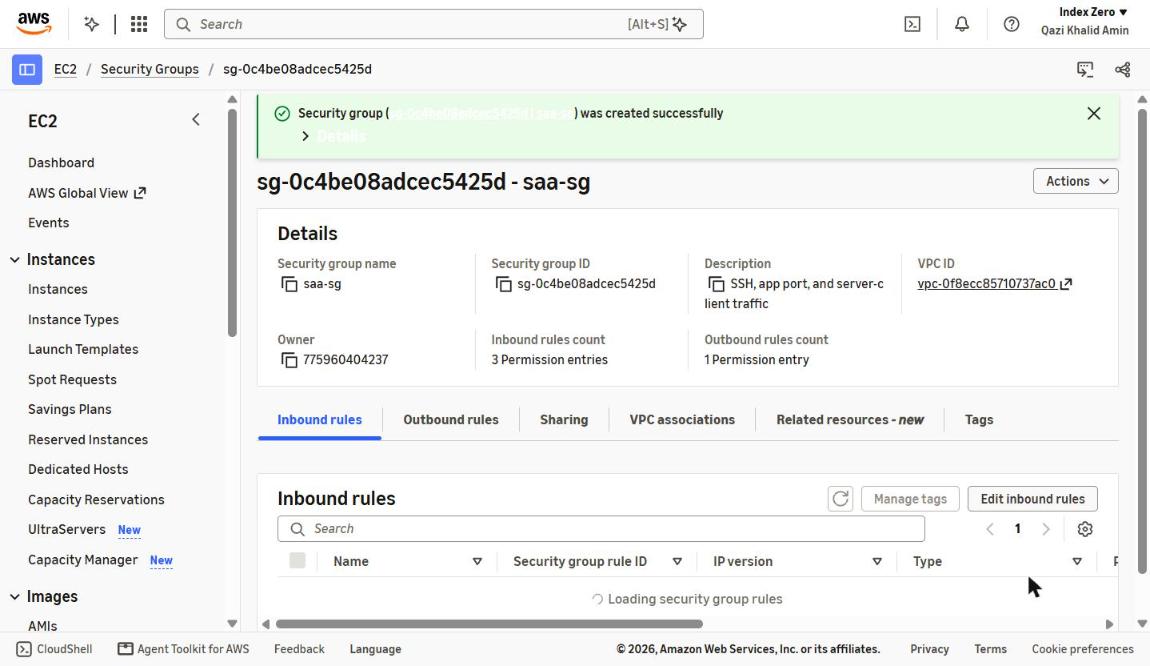 aws
Search [Alt+S]
Index Zero
Qazi Khalid Amin
EC2 / Security Groups / sg-0c4be08adcec5425d
EC2
Dashboard
AWS Global View
Events
Instances
Instances
Instance Types
Launch Templates
Spot Requests
Savings Plans
Reserved Instances
Dedicated Hosts
Capacity Reservations
UltraServers New
Capacity Manager New
Images
AMIs
Security group (sg-0c4be08adcec5425d | saa-sg) was created successfully
Details
sg-0c4be08adcec5425d - saa-sg
Actions
Details
Security group name
saa-sg
Security group ID
sg-0c4be08adcec5425d
Description
SSH, app port, and server-c
lient traffic
VPC ID
vpc-0f8ecc85710737ac0
Owner
775960404237
Inbound rules count
3 Permission entries
Outbound rules count
1 Permission entry
Inbound rules Outbound rules Sharing VPC associations Related resources - new Tags
Inbound rules
Manage tags Edit inbound rules
Search
1
Name Security group rule ID IP version Type
Loading security group rules
CloudShell Agent Toolkit for AWS Feedback Language © 2026, Amazon Web Services, Inc. or its affiliates. Privacy Terms Cookie preferences